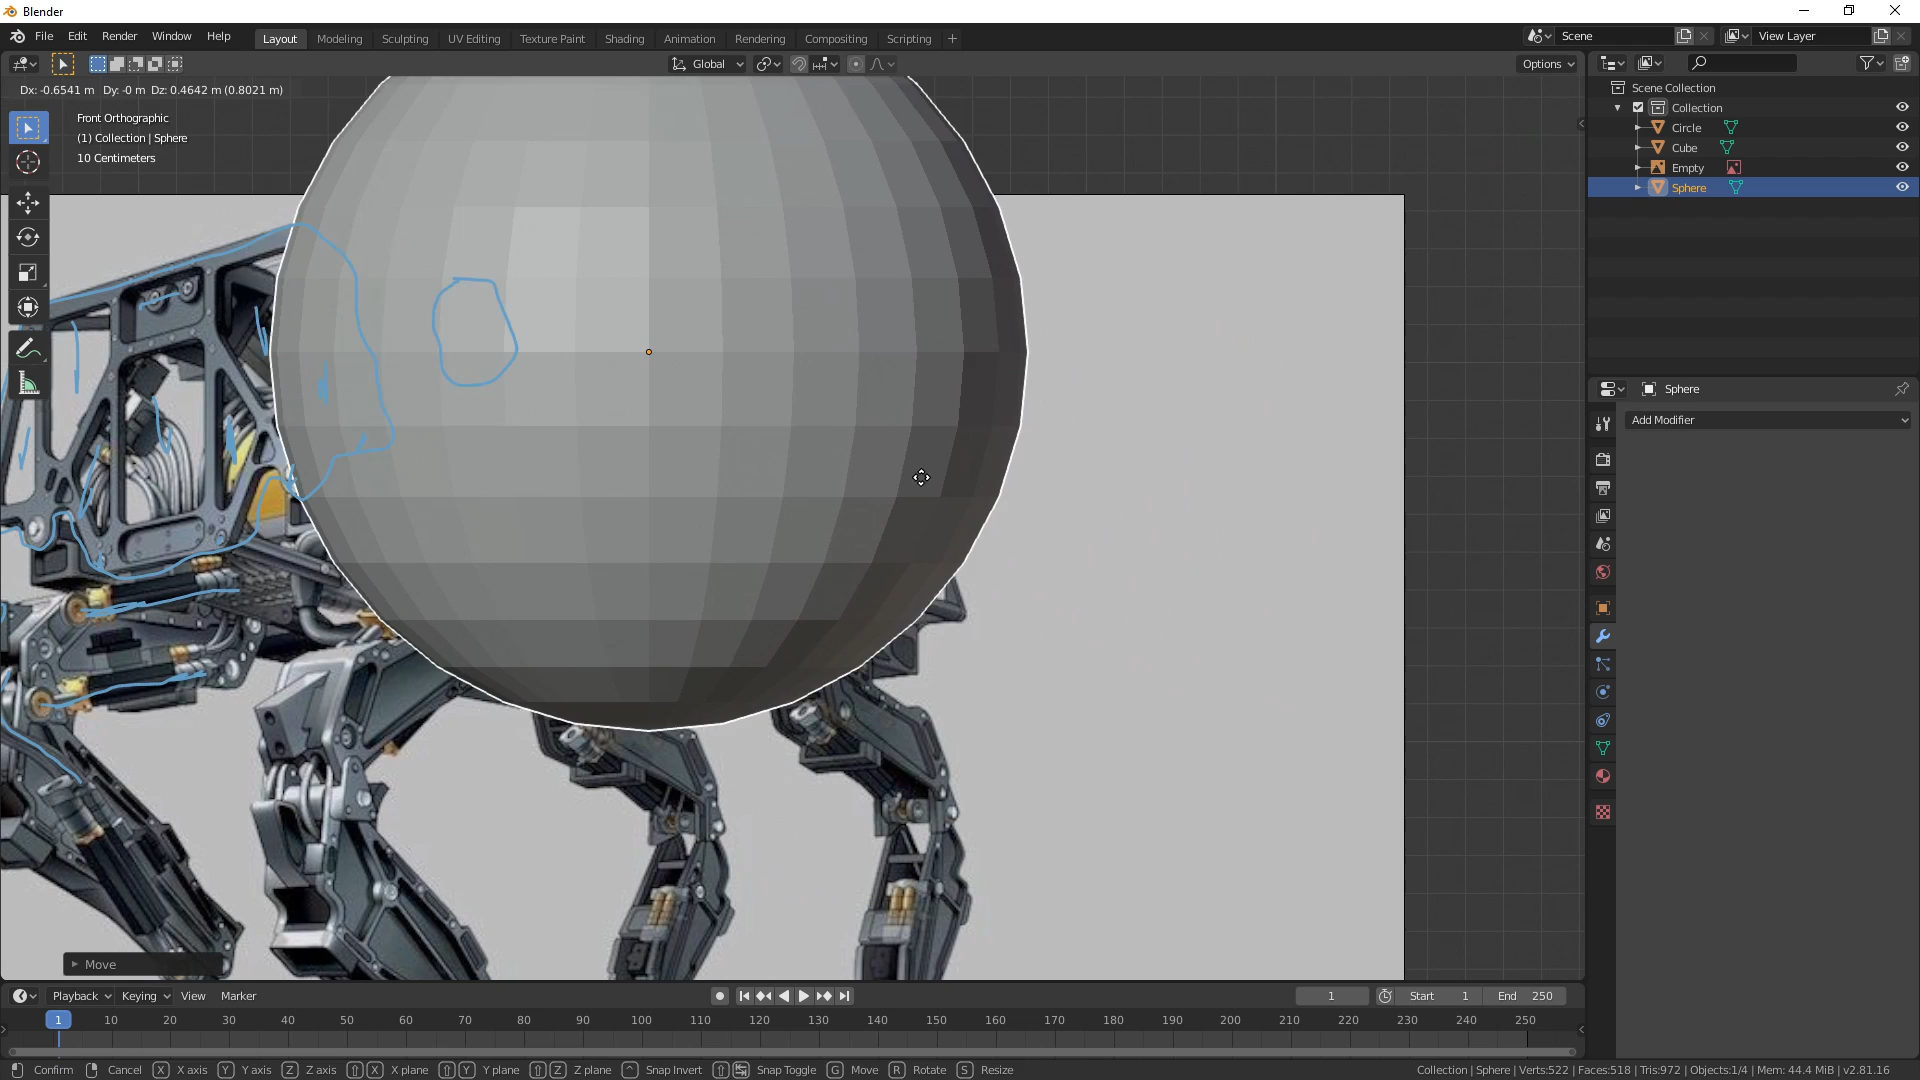 Blender
File Edit Render Window Help Layout Modeling Sculpting UV Editing Texture Paint Shading Animation Rendering Compositing Scripting + Scene View Layer
Global Options
Dx: -0.6541 m Dy: -0 m Dz: 0.4642 m (0.8021 m)
Front Orthographic
(1) Collection | Sphere
10 Centimeters
Scene Collection
Collection
Circle
Cube
Empty
Sphere
Sphere
Add Modifier
Move
Playback Keying View Marker 1 Start 1 End 250
1 10 20 30 40 50 60 70 80 90 100 110 120 130 140 150 160 170 180 190 200 210 220 230 240 250
Confirm Cancel X X axis Y Y axis Z Z axis X X plane Y Y plane Z Z plane ^ Snap Invert Snap Toggle G Move R Rotate S Resize Collection | Sphere | Verts:522 | Faces:518 | Tris:972 | Objects:1/4 | Mem: 44.4 MiB | v2.81.16